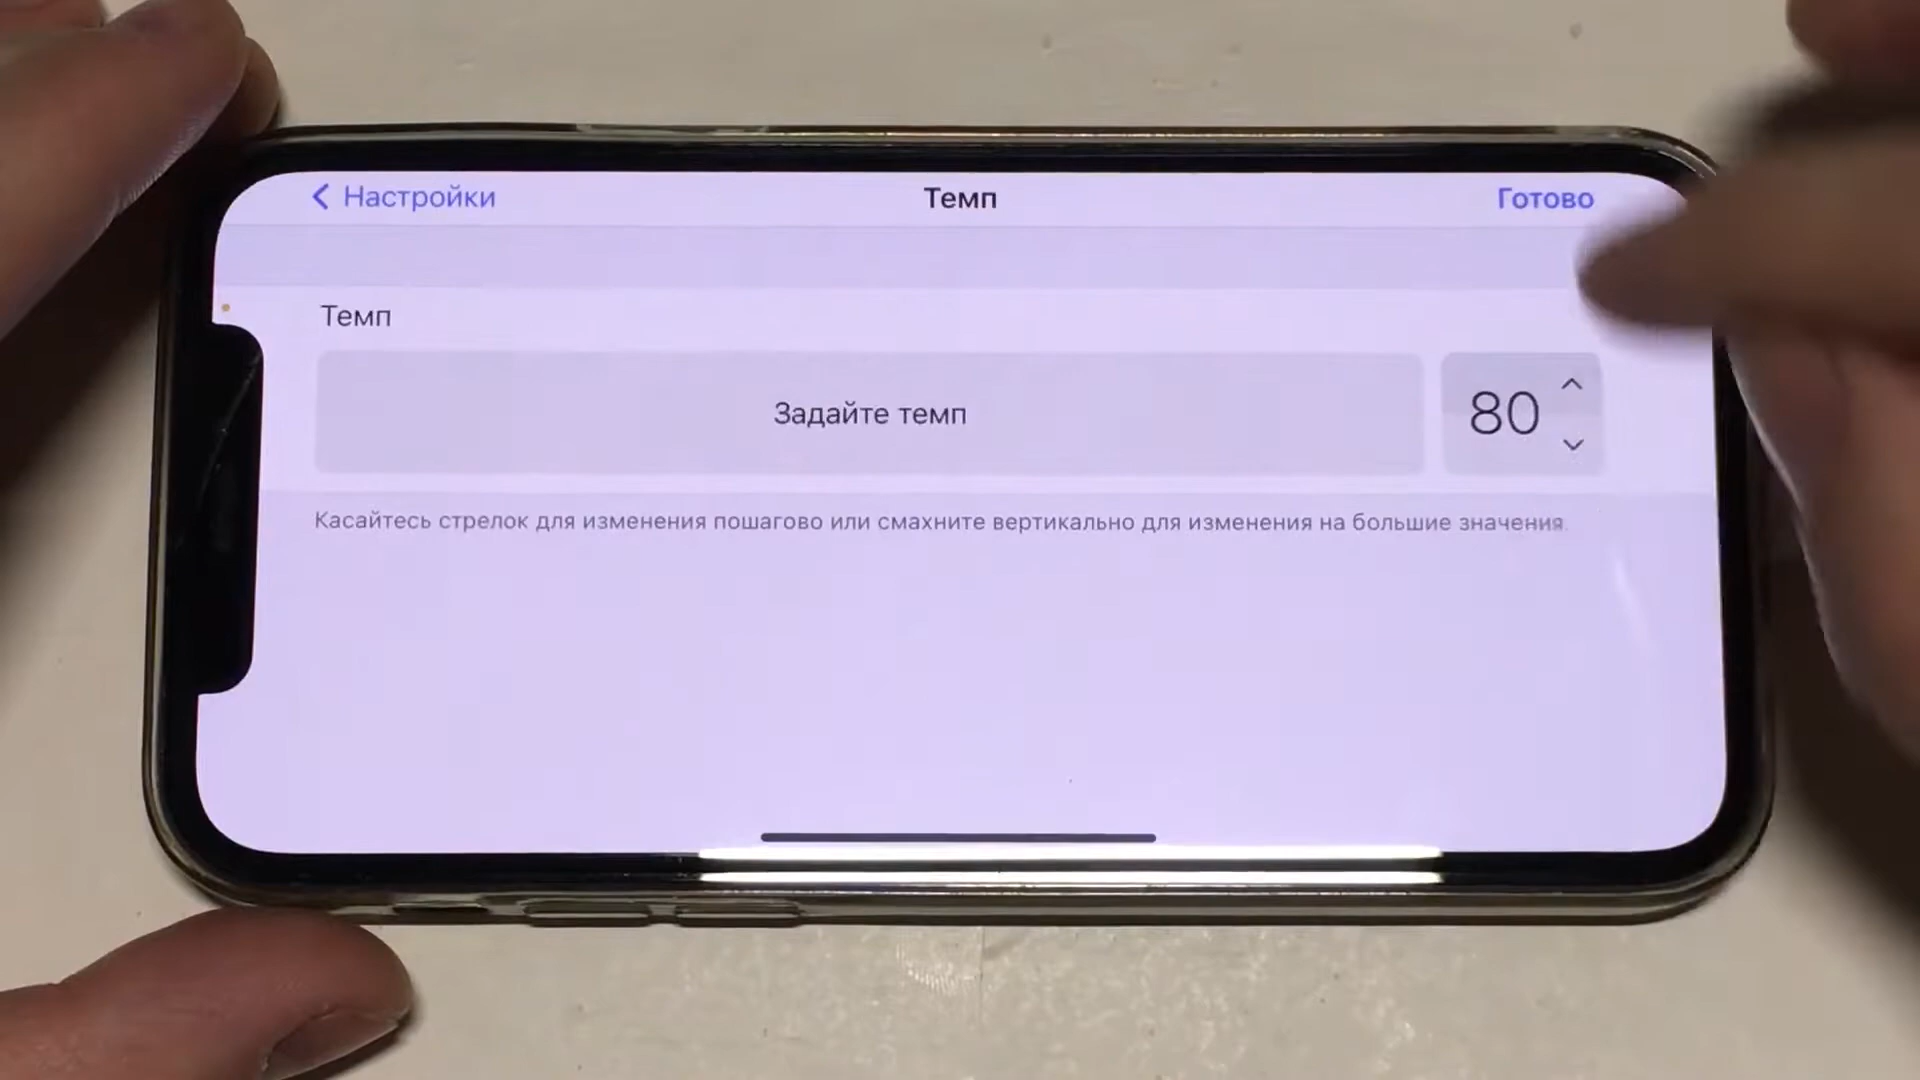 Настройки
Темп
Готово
Темп
Задайте темп
80
Касайтесь стрелок для изменения пошагово или смахните вертикально для изменения на большие значения.